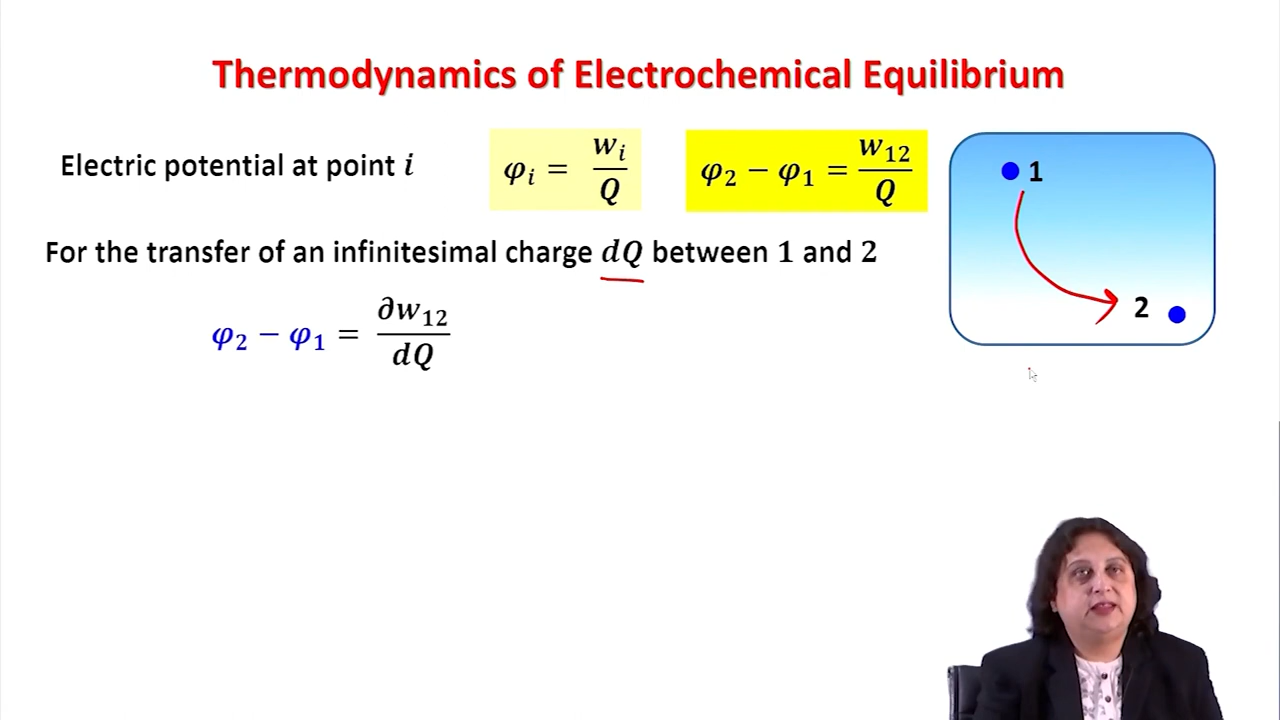 Thermodynamics of Electrochemical Equilibrium
Electric potential at point i
φᵢ = wᵢ / Q
φ₂ − φ₁ = w₁₂ / Q
1
2
For the transfer of an infinitesimal charge dQ between 1 and 2
φ₂ − φ₁ = ∂w₁₂ / dQ